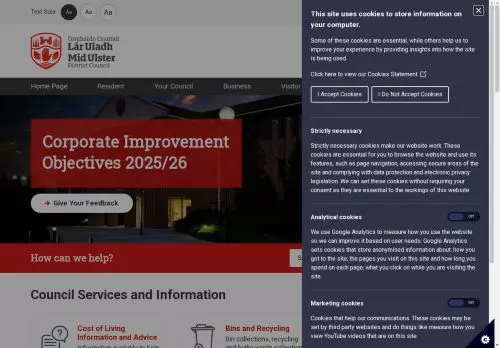 Text Size
Aa
Aa
Aa
Comhairle Ceantair
Lár Uladh
Mid Ulster
District Council
Home Page
Resident
Your Council
Business
Visitor
Corporate Improvement
Objectives 2025/26
Give Your Feedback
How can we help?
Council Services and Information
Cost of Living
Information and Advice
Information available to help
Bins and Recycling
Bin collections, recycling
and bulky waste collection
This site uses cookies to store information on
your computer.
Some of these cookies are essential, while others help us to
improve your experience by providing insights into how the site
is being used.
Click here to view our Cookies Statement
I Accept Cookies
I Do Not Accept Cookies
Strictly necessary
Strictly necessary cookies make our website work. These
cookies are essential for you to browse the website and use its
features, such as page navigation, accessing secure areas of the
site and complying with data protection and electronic privacy
legislation. We can set these cookies without requiring your
consent as they are essential to the workings of this website.
Analytical cookies
Off
We use Google Analytics to measure how you use the website
so we can improve it based on user needs. Google Analytics
sets cookies that store anonymised information about: how you
got to the site; the pages you visit on this site and how long you
spend on each page; what you click on while you are visiting the
site.
Marketing cookies
Off
Cookies that help our communications. These cookies may be
set by third party websites and do things like measure how you
view YouTube videos that are on this site.